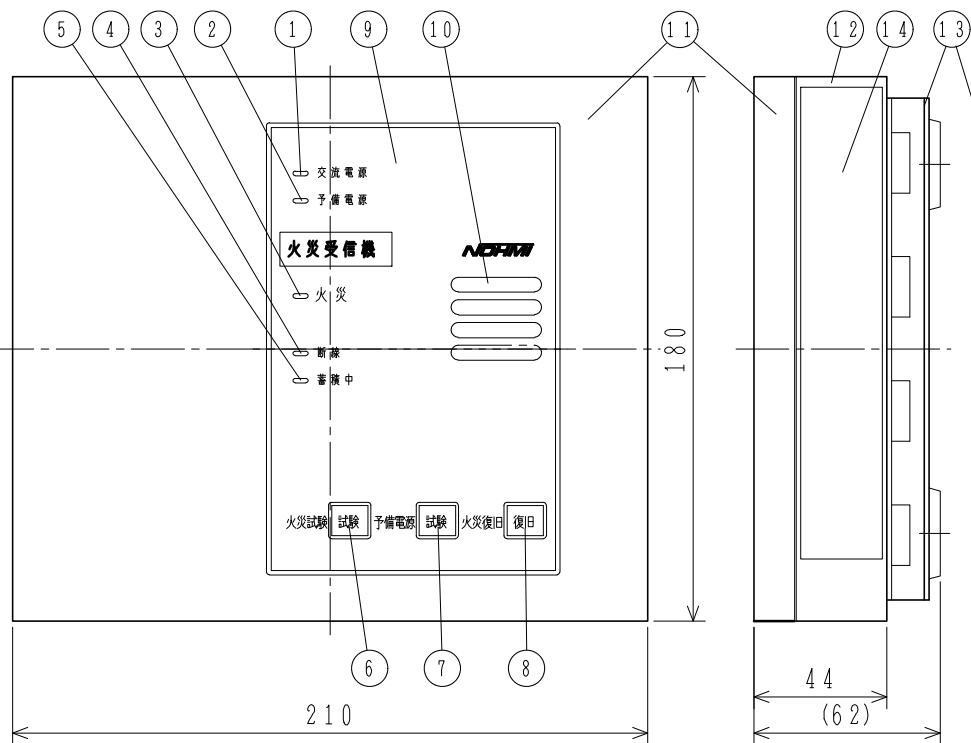 5 4 3 2 1 9 10 11 12 14 13
交流電源
予備電源
火災受信機
NOHMI
火災
断線
蓄積中
180
火災試験 試験 予備電源 試験 火災復旧 復旧
6 7 8
44
210
(62)